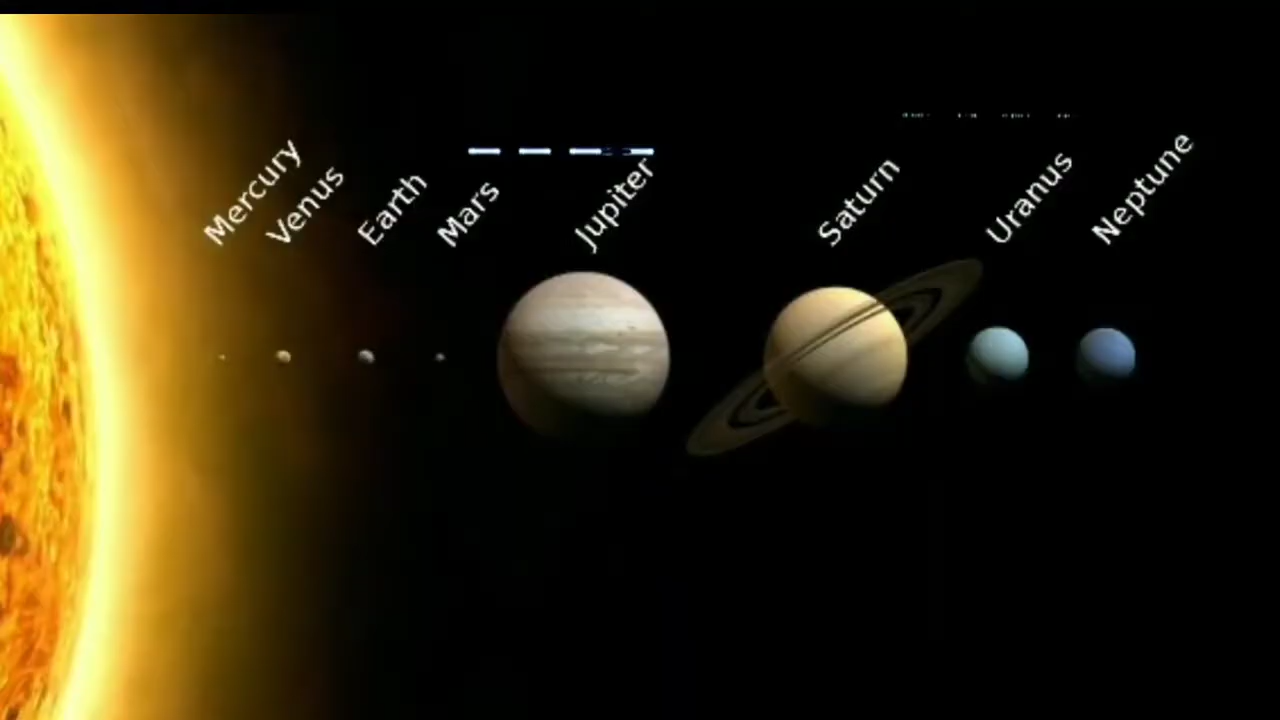 Mercury
Venus
Earth
Mars
Jupiter
Saturn
Uranus
Neptune